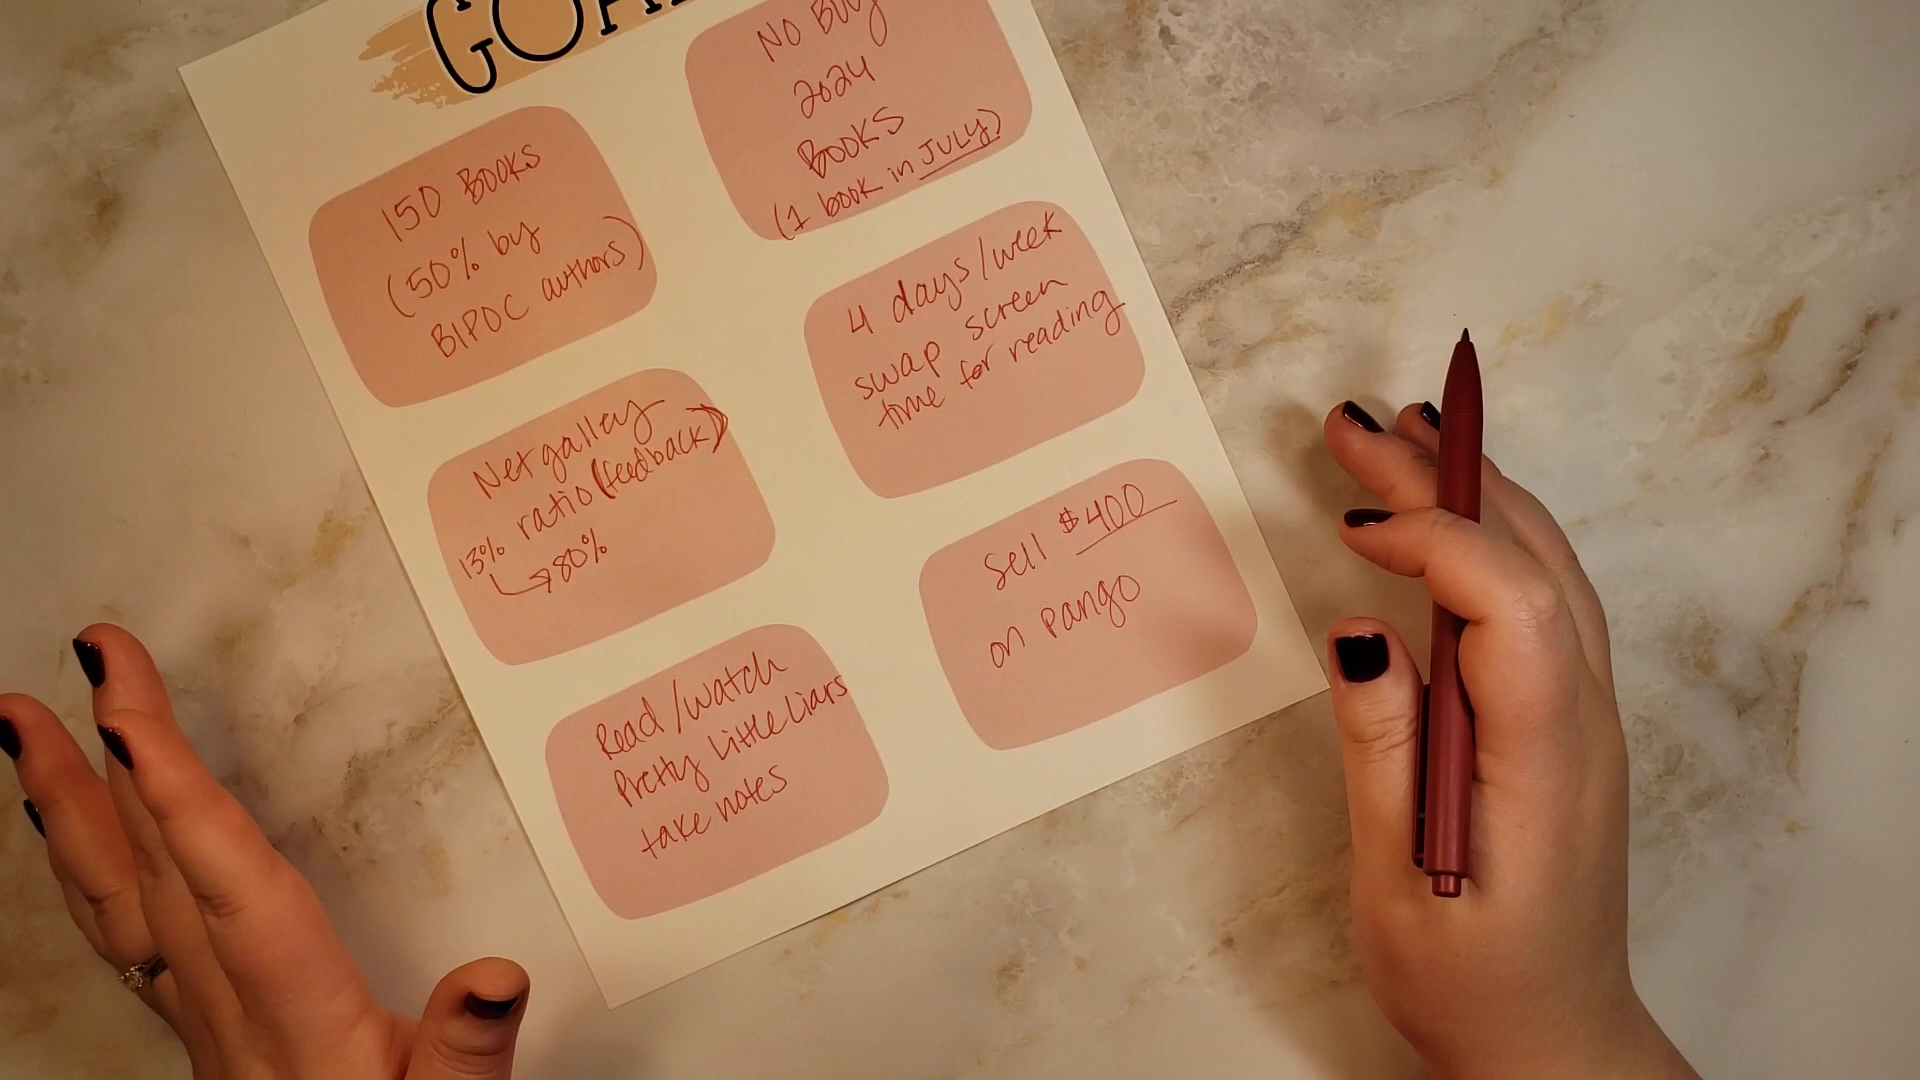 150 BOOKS
(50% by
BIPOC authors)
NO BUY
2024
BOOKS
(1 book in JULY)
Netgalley
ratio (feedback)
13%
→80%
4 days/week
swap screen
time for reading
Read/watch
Pretty Little Liars
take notes
Sell $400
on pango